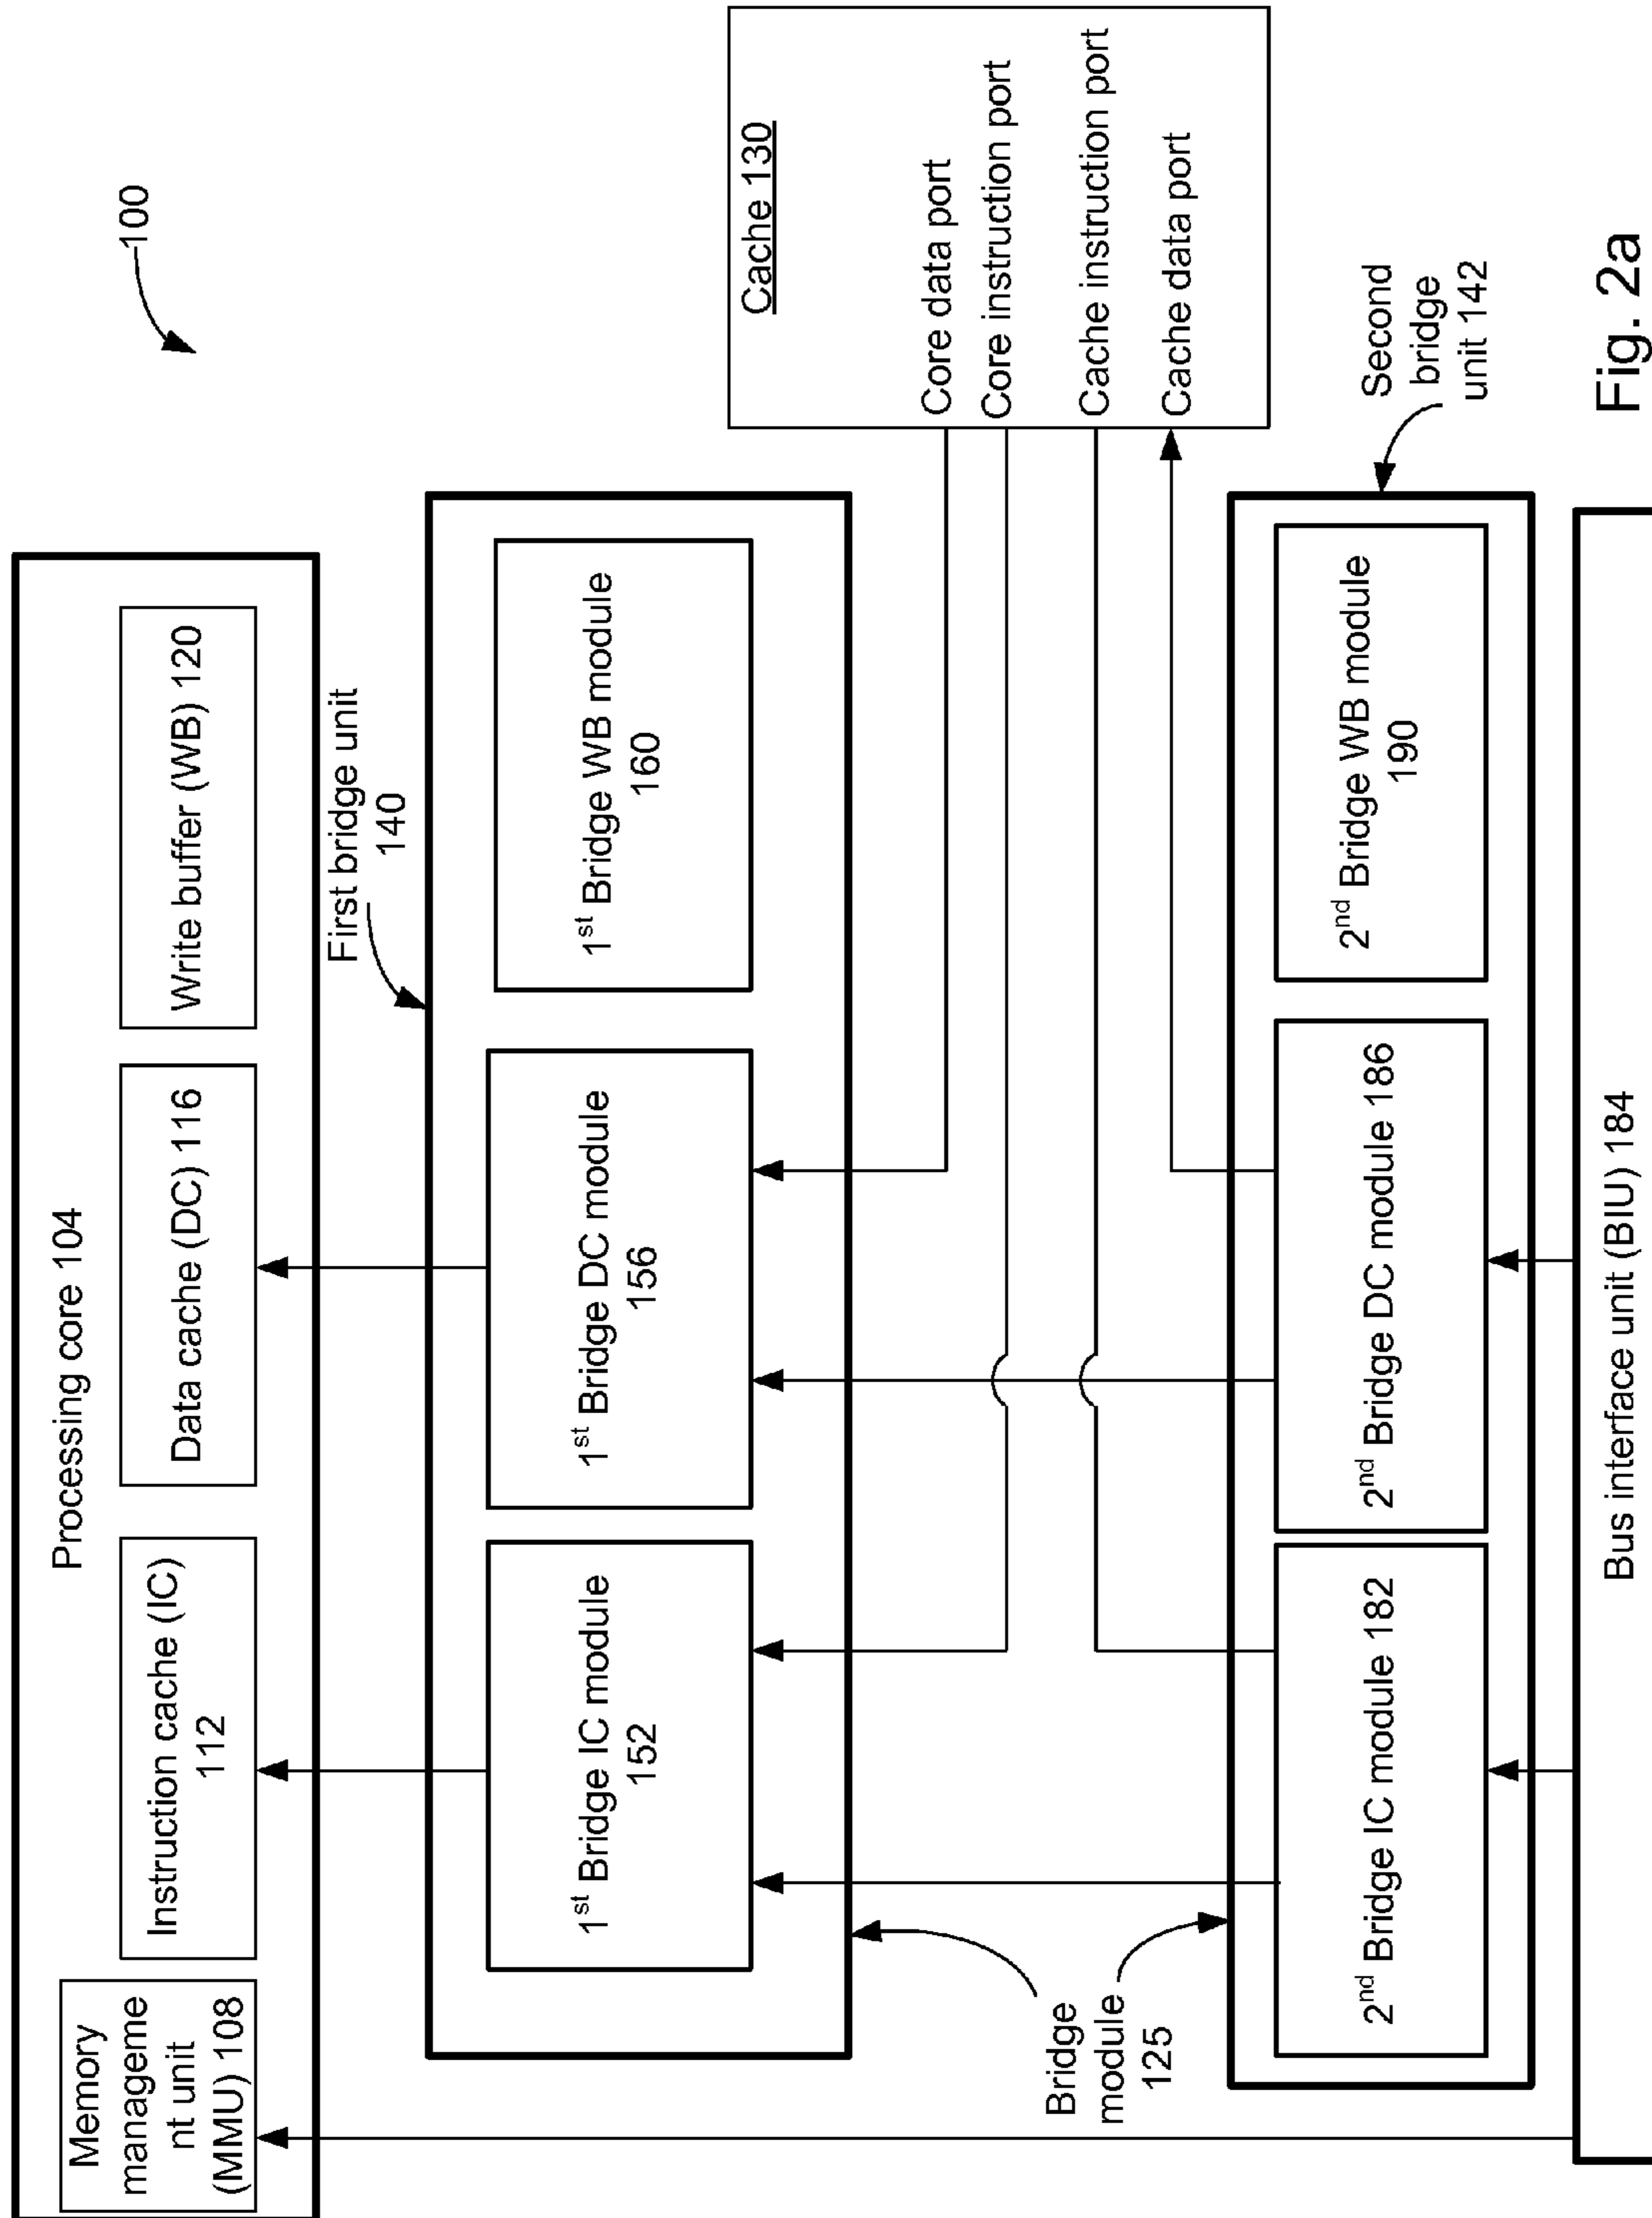 100
Processing core 104
Memory
manageme
nt unit
(MMU) 108
Instruction cache (IC)
112
Data cache (DC) 116
Write buffer (WB) 120
First bridge unit
140
1st Bridge IC module
152
1st Bridge DC module
156
1st Bridge WB module
160
Cache 130
Core data port
Core instruction port
Cache instruction port
Cache data port
Bridge
module
125
Second
bridge
unit 142
2nd Bridge IC module 182
2nd Bridge DC module 186
2nd Bridge WB module
190
Bus interface unit (BIU) 184
Fig. 2a